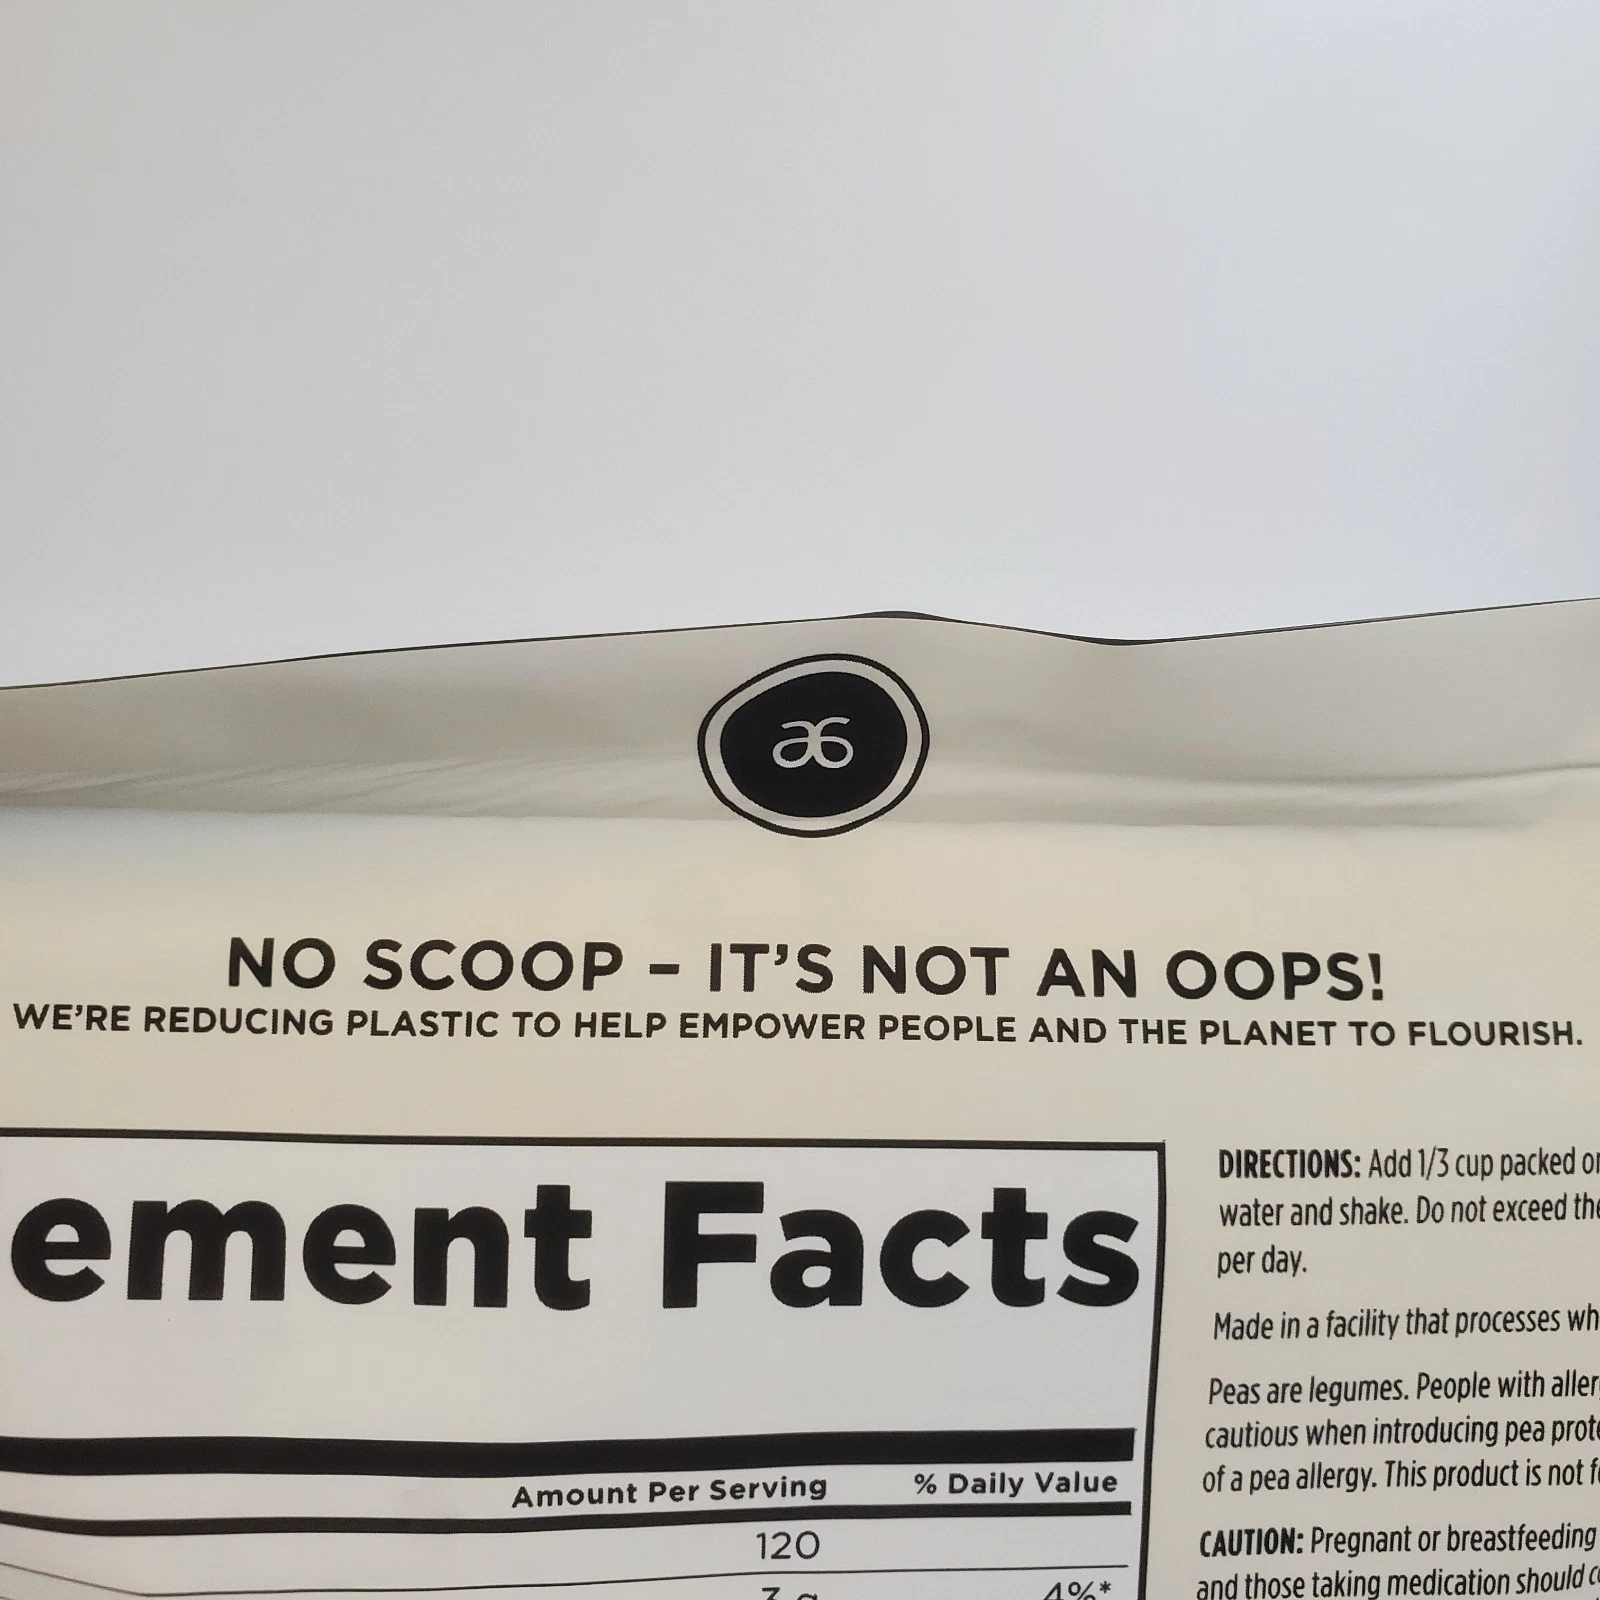 NO SCOOP – IT'S NOT AN OOPS!
WE'RE REDUCING PLASTIC TO HELP EMPOWER PEOPLE AND THE PLANET TO FLOURISH.
ement Facts
Amount Per Serving % Daily Value
120
3 g 4%*
DIRECTIONS: Add 1/3 cup packed
water and shake. Do not exceed
per day.
Made in a facility that processes
Peas are legumes. People with
cautious when introducing pea
of a pea allergy. This product is not
CAUTION: Pregnant or breastfeeding
and those taking medication should